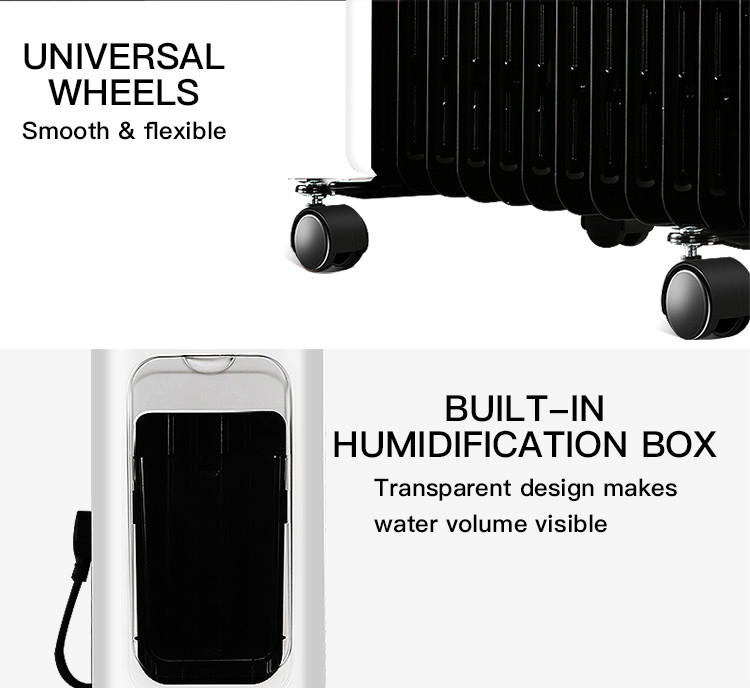 UNIVERSAL
WHEELS
Smooth & flexible
BUILT-IN
HUMIDIFICATION BOX
Transparent design makes
water volume visible